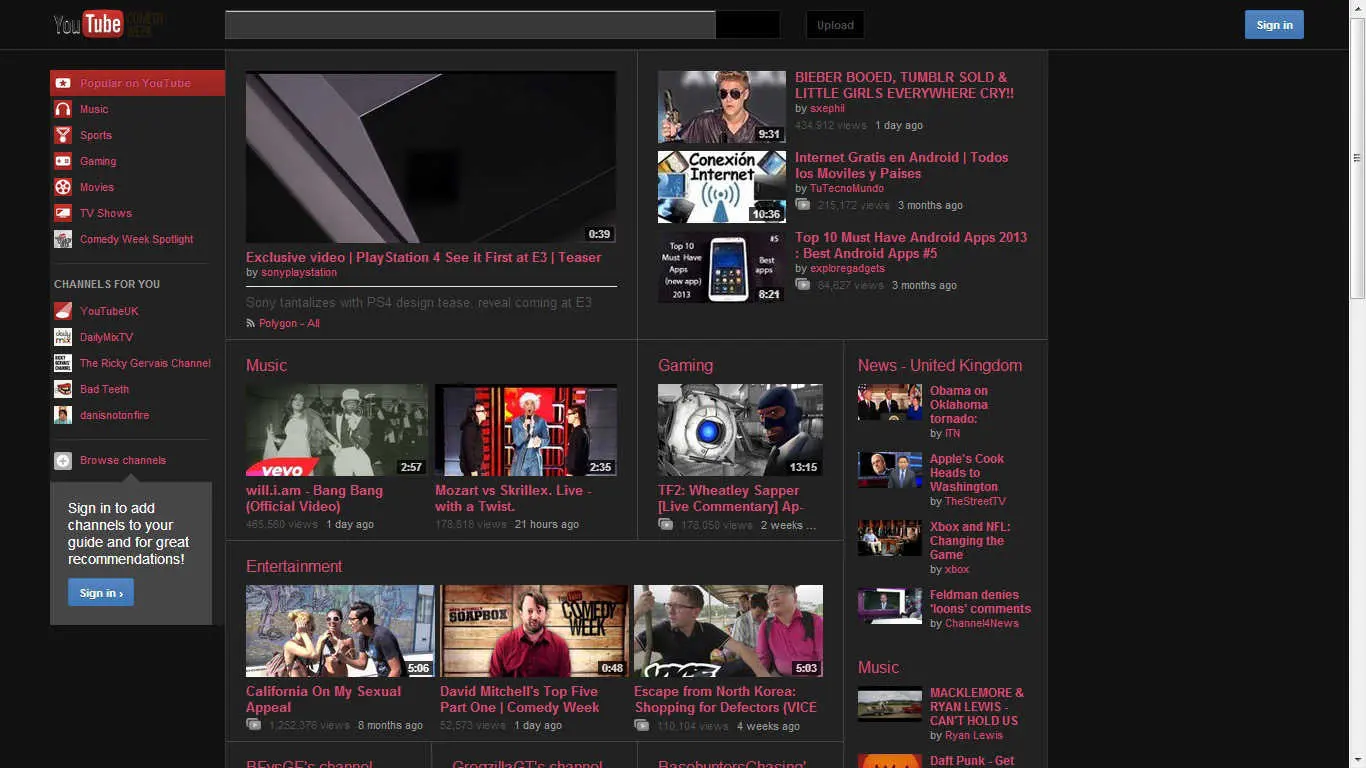 YouTube COMEDY WEEK
Upload
Sign in
Popular on YouTube
Music
Sports
Gaming
Movies
TV Shows
Comedy Week Spotlight
CHANNELS FOR YOU
YouTubeUK
DailyMixTV
The Ricky Gervais Channel
Bad Teeth
danisnotonfire
Browse channels
Sign in to add
channels to your
guide and for great
recommendations!
Sign in ›
0:39
Exclusive video | PlayStation 4 See it First at E3 | Teaser
by sonyplaystation
Sony tantalizes with PS4 design tease, reveal coming at E3
Polygon - All
9:31
BIEBER BOOED, TUMBLR SOLD &
LITTLE GIRLS EVERYWHERE CRY!!
by sxephil
434,912 views 1 day ago
Conexión
Internet
10:36
Internet Gratis en Android | Todos
los Moviles y Paises
by TuTecnoMundo
215,172 views 3 months ago
Top 10
Must Have
Apps
(new app)
2013
#5
Best
apps
8:21
Top 10 Must Have Android Apps 2013
: Best Android Apps #5
by exploregadgets
84,627 views 3 months ago
Music
vevo
2:57
will.i.am - Bang Bang
(Official Video)
465,560 views 1 day ago
2:35
Mozart vs Skrillex. Live -
with a Twist.
178,518 views 21 hours ago
Gaming
13:15
TF2: Wheatley Sapper
[Live Commentary] Ap-
178,050 views 2 weeks ...
News - United Kingdom
Obama on
Oklahoma
tornado:
by ITN
Apple's Cook
Heads to
Washington
by TheStreetTV
Xbox and NFL:
Changing the
Game
by xbox
Feldman denies
'loons' comments
by Channel4News
Entertainment
5:06
California On My Sexual
Appeal
1,252,376 views 8 months ago
SOAPBOX
COMEDY
WEEK
0:48
David Mitchell's Top Five
Part One | Comedy Week
52,573 views 1 day ago
VICE
5:03
Escape from North Korea:
Shopping for Defectors (VICE
110,104 views 4 weeks ago
Music
MACKLEMORE &
RYAN LEWIS -
CAN'T HOLD US
by Ryan Lewis
Daft Punk - Get
BFvsGF's channel
GregzillaGT's channel
BasehuntersChasing'